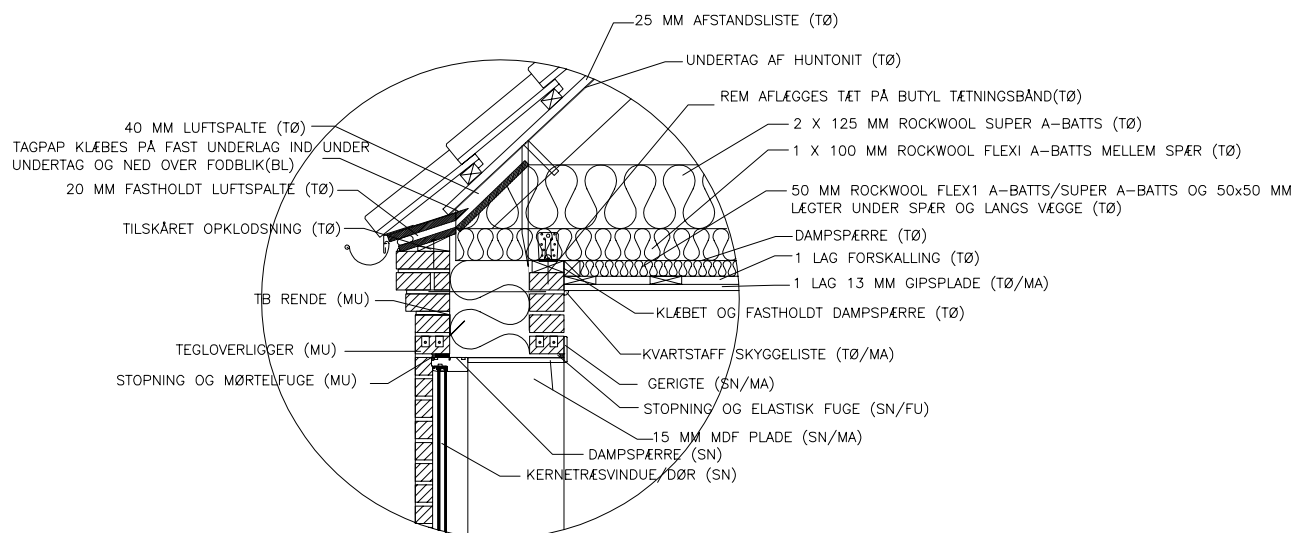 25 MM AFSTANDSLISTE (TØ)
UNDERTAG AF HUNTONIT (TØ)
REM AFLÆGGES TÆT PÅ BUTYL TÆTNINGSBÅND(TØ)
2 X 125 MM ROCKWOOL SUPER A-BATTS (TØ)
1 X 100 MM ROCKWOOL FLEXI A-BATTS MELLEM SPÆR (TØ)
50 MM ROCKWOOL FLEX1 A-BATTS/SUPER A-BATTS OG 50x50 MM
LÆGTER UNDER SPÆR OG LANGS VÆGGE (TØ)
DAMPSPÆRRE (TØ)
1 LAG FORSKALLING (TØ)
1 LAG 13 MM GIPSPLADE (TØ/MA)
KLÆBET OG FASTHOLDT DAMPSPÆRRE (TØ)
KVARTSTAFF SKYGGELISTE (TØ/MA)
GERIGTE (SN/MA)
STOPNING OG ELASTISK FUGE (SN/FU)
15 MM MDF PLADE (SN/MA)
DAMPSPÆRRE (SN)
KERNETRÆSVINDUE/DØR (SN)
40 MM LUFTSPALTE (TØ)
TAGPAP KLÆBES PÅ FAST UNDERLAG IND UNDER
UNDERTAG OG NED OVER FODBLIK(BL)
20 MM FASTHOLDT LUFTSPALTE (TØ)
TILSKÅRET OPKLODSNING (TØ)
TB RENDE (MU)
TEGLOVERLIGGER (MU)
STOPNING OG MØRTELFUGE (MU)